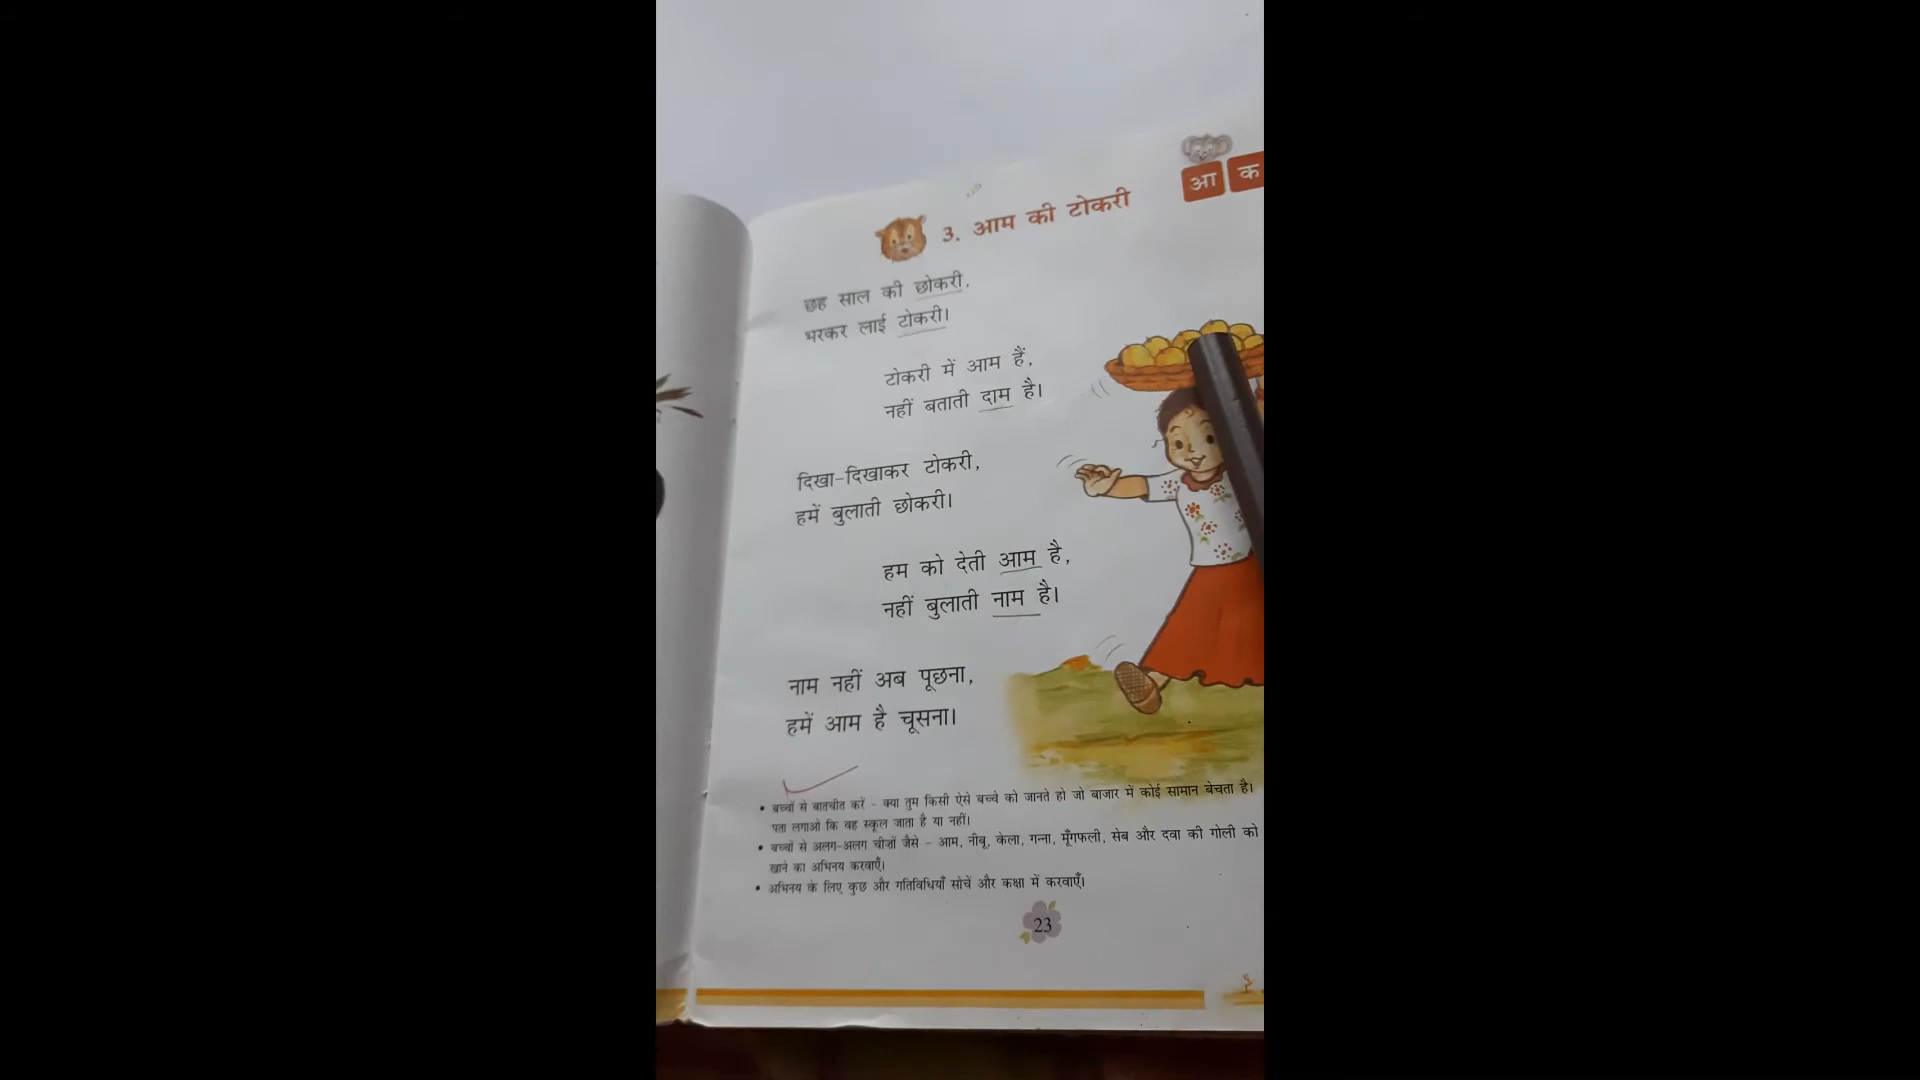 आ क
3. आम की टोकरी
छह साल की छोकरी,
भरकर लाई टोकरी।
टोकरी में आम हैं,
नहीं बताती दाम है।
दिखा-दिखाकर टोकरी,
हमें बुलाती छोकरी।
हम को देती आम है,
नहीं बुलाती नाम है।
नाम नहीं अब पूछना,
हमें आम है चूसना।
• बच्चों से बातचीत करें - क्या तुम किसी ऐसे बच्चे को जानते हो जो बाजार में कोई सामान बेचता है।
पता लगाओ कि वह स्कूल जाता है या नहीं।
• बच्चों से अलग-अलग चीज़ों जैसे - आम, नीबू, केला, गन्ना, मूँगफली, सेब और दवा की गोली को
खाने का अभिनय करवाएँ।
• अभिनय के लिए कुछ और गतिविधियाँ सोचें और कक्षा में करवाएँ।
23